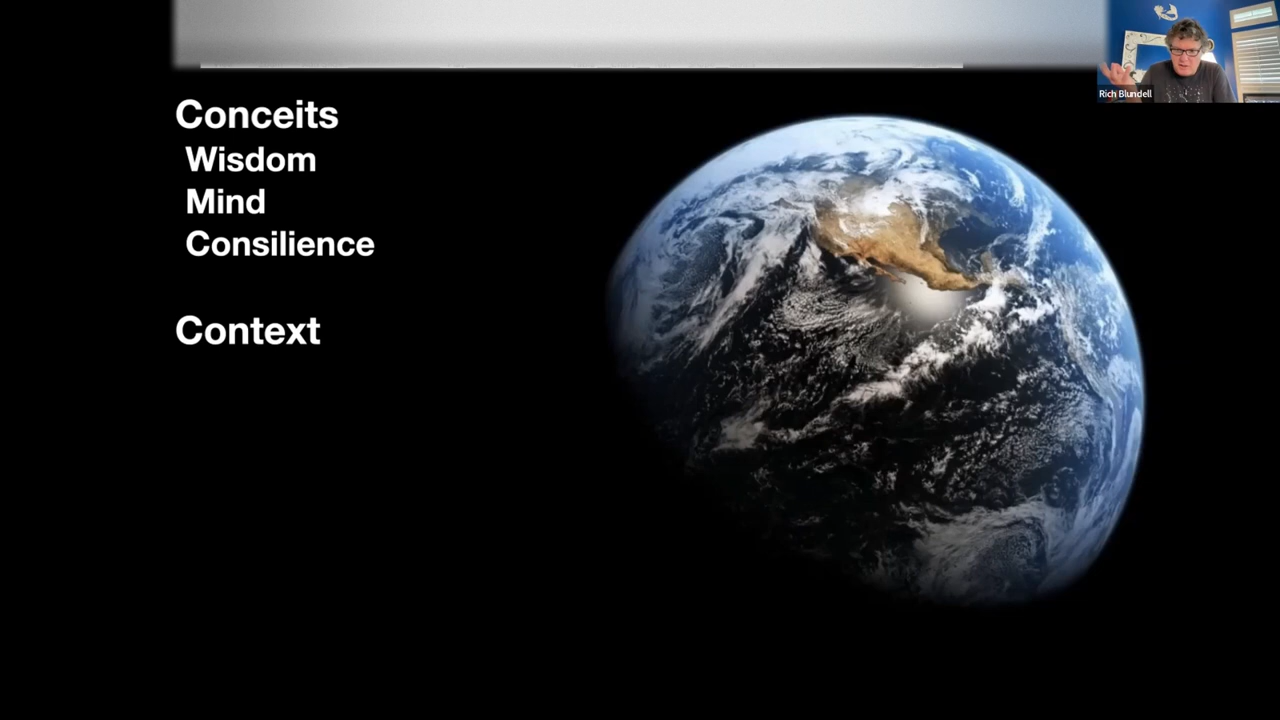 Conceits
Wisdom
Mind
Consilience
Context
Rich Blundell